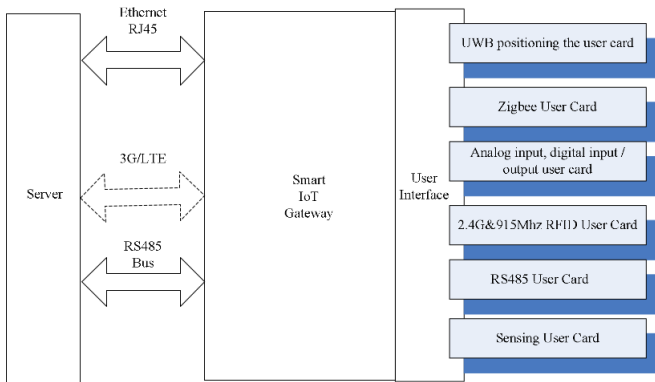 Ethernet
RJ45
3G/LTE
RS485
Bus
Server
Smart
IoT
Gateway
User
Interface
UWB positioning the user card
Zigbee User Card
Analog input, digital input /
output user card
2.4G&915Mhz RFID User Card
RS485 User Card
Sensing User Card